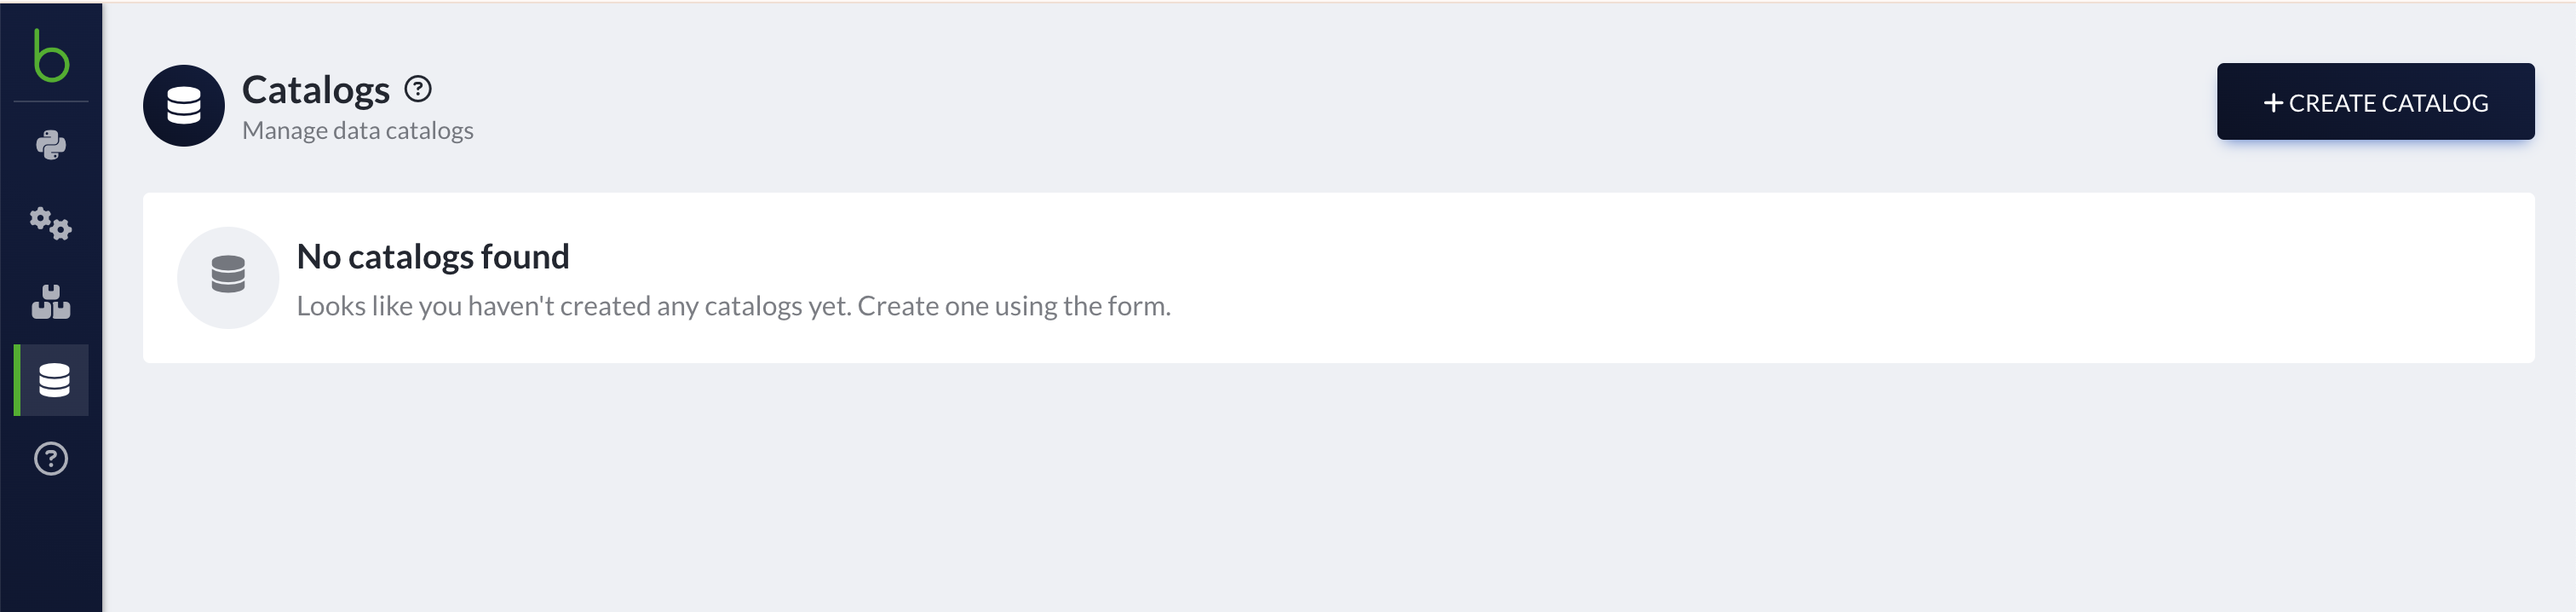 b
Catalogs ?
Manage data catalogs
+ CREATE CATALOG
No catalogs found
Looks like you haven't created any catalogs yet. Create one using the form.
?